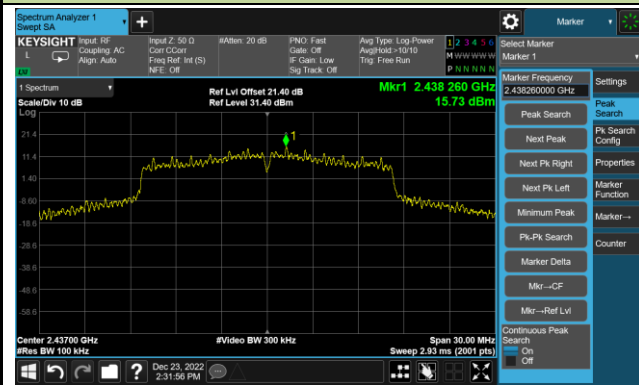 Spectrum Analyzer 1
Swept SA
+
Marker
KEYSIGHT
L
Input: RF
Coupling: AC
Align: Auto
Input Z: 50 Ω
Corr CCorr
Freq Ref: Int (S)
NFE: Off
#Atten: 20 dB
PNO: Fast
Gate: Off
IF Gain: Low
Sig Track: Off
Avg Type: Log-Power
Avg|Hold:>10/10
Trig: Free Run
1 2 3 4 5 6
M W W W W W
P N N N N N
Select Marker
Marker 1
1 Spectrum
Scale/Div 10 dB
Log
Ref Lvl Offset 21.40 dB
Ref Level 31.40 dBm
Mkr1 2.438 260 GHz
15.73 dBm
1
21.4
11.4
1.40
-8.60
-18.6
-28.6
-38.6
-48.6
-58.6
Center 2.43700 GHz
#Res BW 100 kHz
#Video BW 300 kHz
Span 30.00 MHz
Sweep 2.93 ms (2001 pts)
Marker Frequency
2.438260000 GHz
Peak Search
Next Peak
Next Pk Right
Next Pk Left
Minimum Peak
Pk-Pk Search
Marker Delta
Mkr→CF
Mkr→Ref Lvl
Continuous Peak
Search
On
Off
Settings
Peak
Search
Pk Search
Config
Properties
Marker
Function
Marker→
Counter
?
Dec 23, 2022
2:31:56 PM